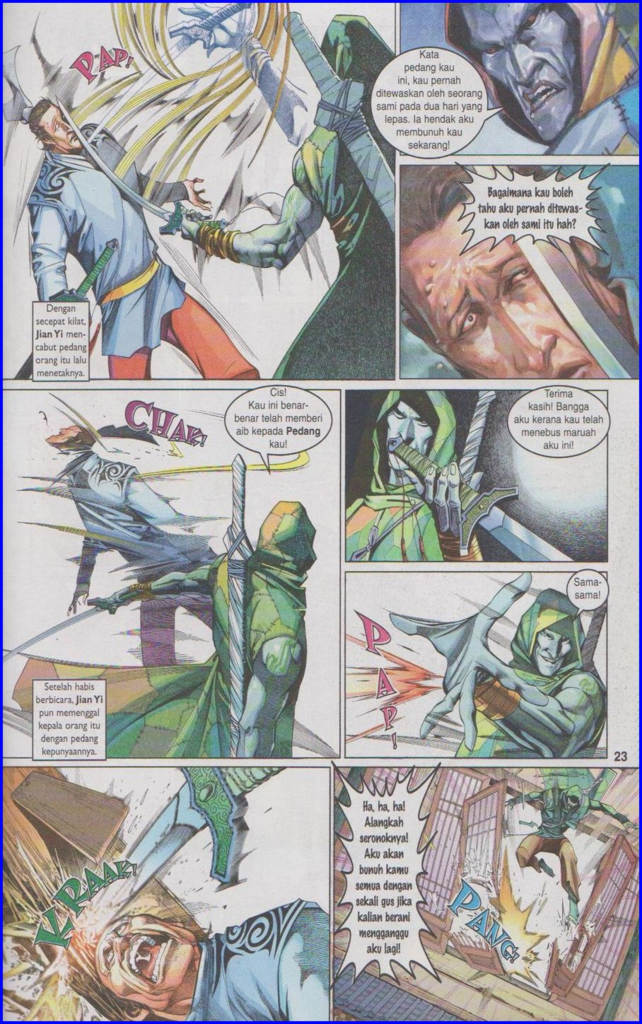 PAP!
Kata
pedang kau
ini, kau pernah
ditewaskan oleh seorang
sami pada dua hari yang
lepas. Ia hendak aku
membunuh kau
sekarang!
Bagaimana kau boleh
tahu aku pernah ditewas-
kan oleh sami itu hah?
Dengan
secepat kilat,
Jian Yi men-
cabut pedang
orang itu lalu
menetaknya.
CHAK!
Cis!
Kau ini benar-
benar telah memberi
aib kepada Pedang
kau!
Setelah habis
berbicara, Jian Yi
pun memenggal
kepala orang itu
dengan pedang
kepunyaannya.
Terima
kasih! Bangga
aku kerana kau telah
menebus maruah
aku ini!
Sama-
sama!
PAP!
23
KRAAK!
Ha, ha, ha!
Alangkah
seronoknya!
Aku akan
bunuh kamu
semua dengan
sekali gus jika
kalian berani
mengganggu
aku lagi!
PANG!